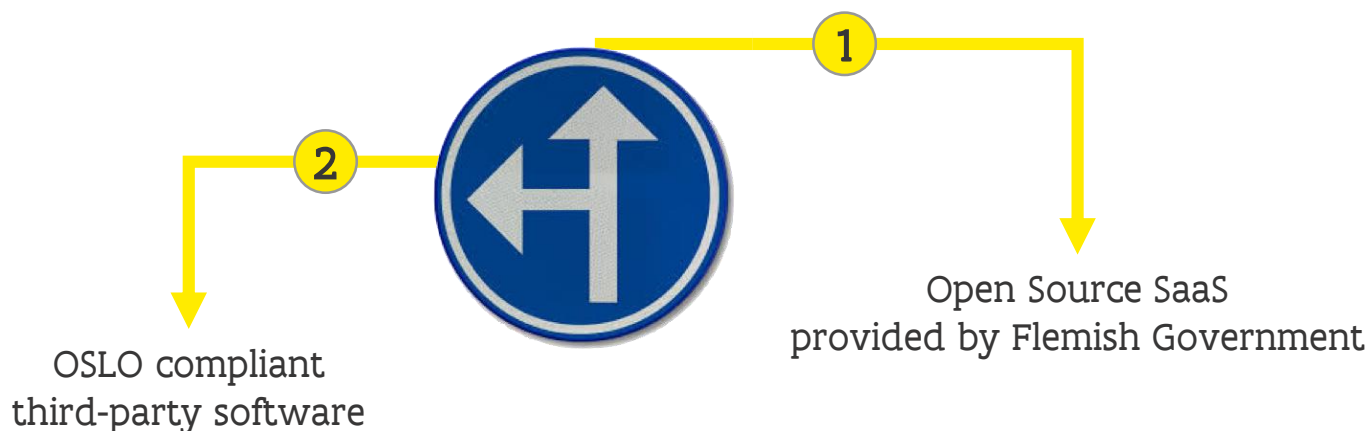 1
2
Open Source SaaS
provided by Flemish Government
OSLO compliant
third-party software